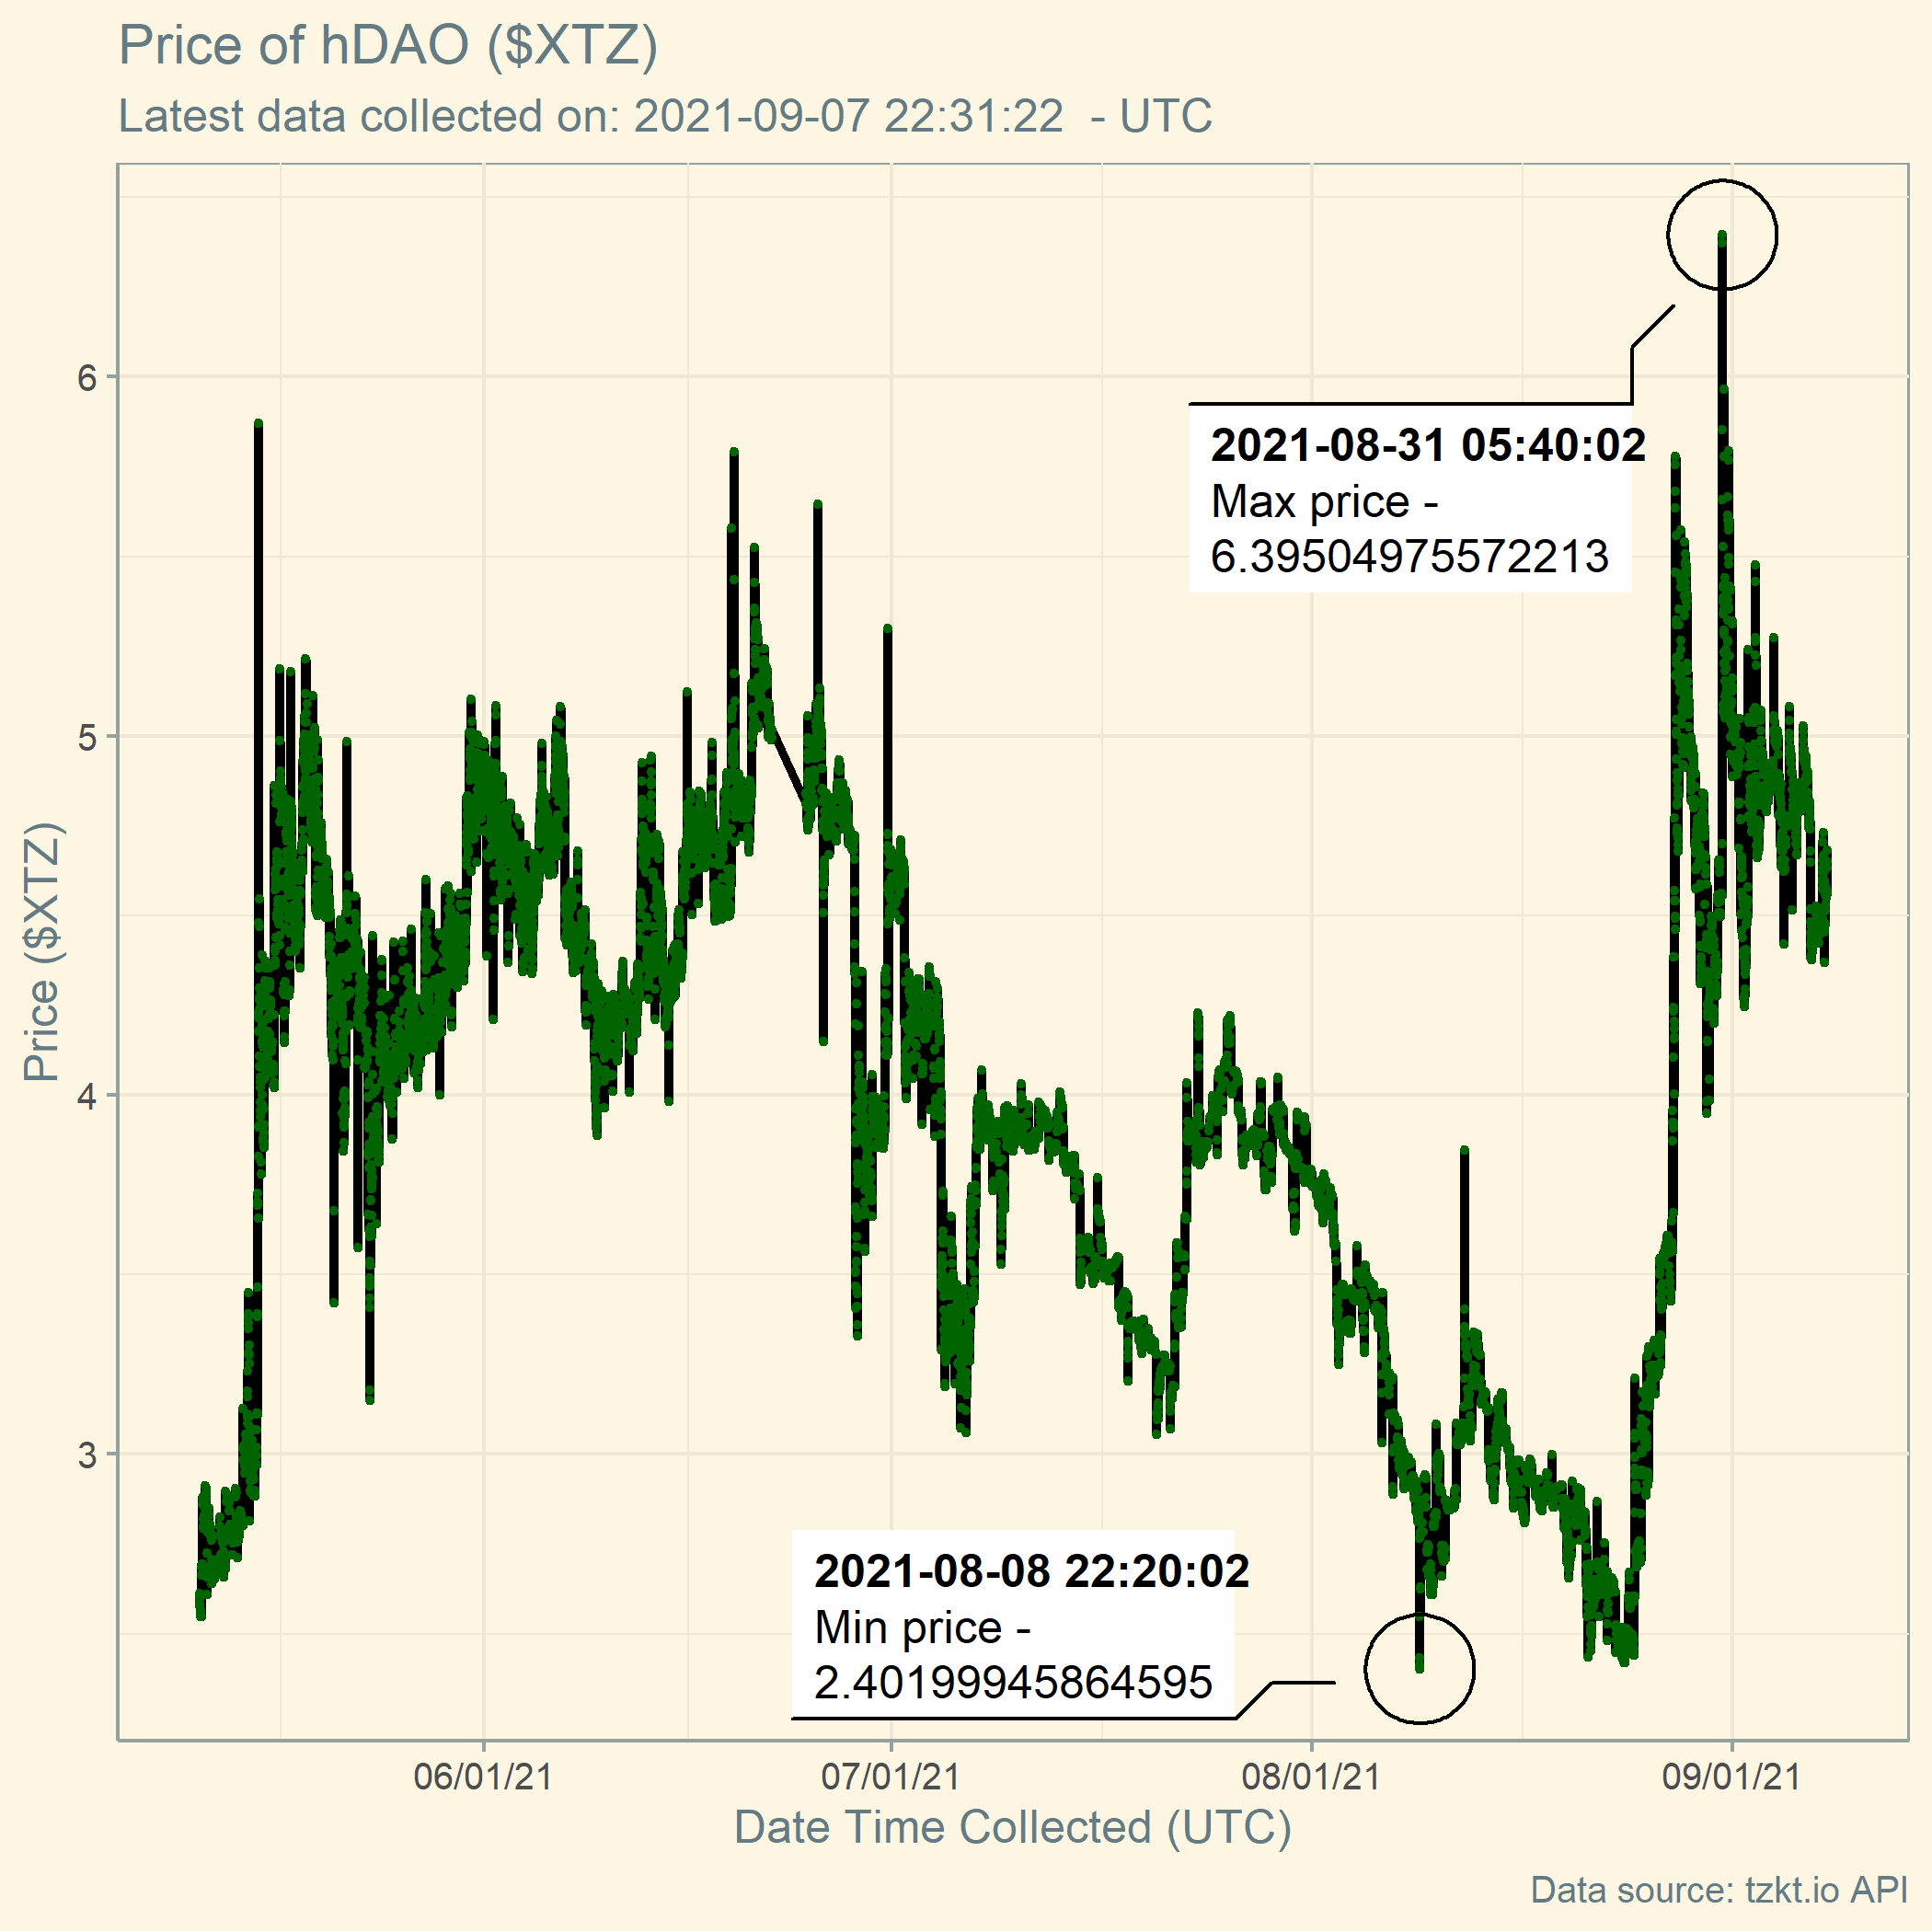 Price of hDAO ($XTZ)
Latest data collected on: 2021-09-07 22:31:22  - UTC
Price ($XTZ)
6
5
4
3
2021-08-31 05:40:02
Max price -
6.39504975572213
2021-08-08 22:20:02
Min price -
2.40199945864595
06/01/21
07/01/21
08/01/21
09/01/21
Date Time Collected (UTC)
Data source: tzkt.io API